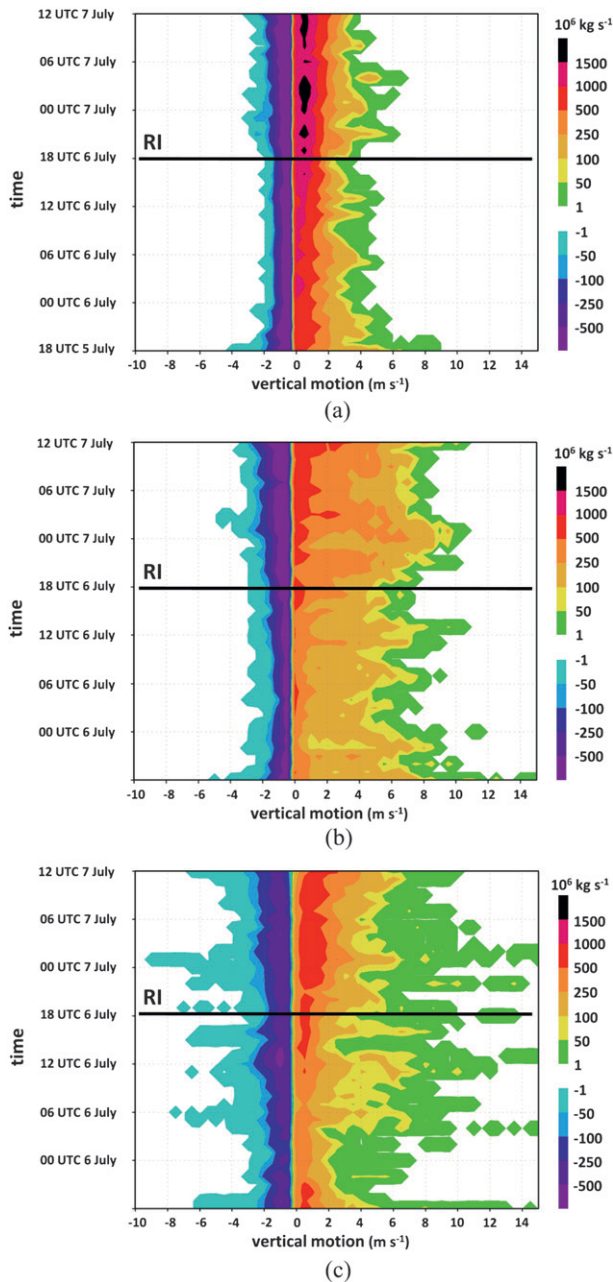 12 UTC 7 July
06 UTC 7 July
00 UTC 7 July
18 UTC 6 July
12 UTC 6 July
06 UTC 6 July
00 UTC 6 July
18 UTC 5 July
time
RI
-10 -8 -6 -4 -2 0 2 4 6 8 10 12 14
vertical motion (m s⁻¹)
10⁶ kg s⁻¹
1500
1000
500
250
100
50
1
-1
-50
-100
-250
-500
(a)
12 UTC 7 July
06 UTC 7 July
00 UTC 7 July
18 UTC 6 July
12 UTC 6 July
06 UTC 6 July
00 UTC 6 July
time
RI
-10 -8 -6 -4 -2 0 2 4 6 8 10 12 14
vertical motion (m s⁻¹)
10⁶ kg s⁻¹
1500
1000
500
250
100
50
1
-1
-50
-100
-250
-500
(b)
12 UTC 7 July
06 UTC 7 July
00 UTC 7 July
18 UTC 6 July
12 UTC 6 July
06 UTC 6 July
00 UTC 6 July
time
RI
-10 -8 -6 -4 -2 0 2 4 6 8 10 12 14
vertical motion (m s⁻¹)
10⁶ kg s⁻¹
1500
1000
500
250
100
50
1
-1
-50
-100
-250
-500
(c)